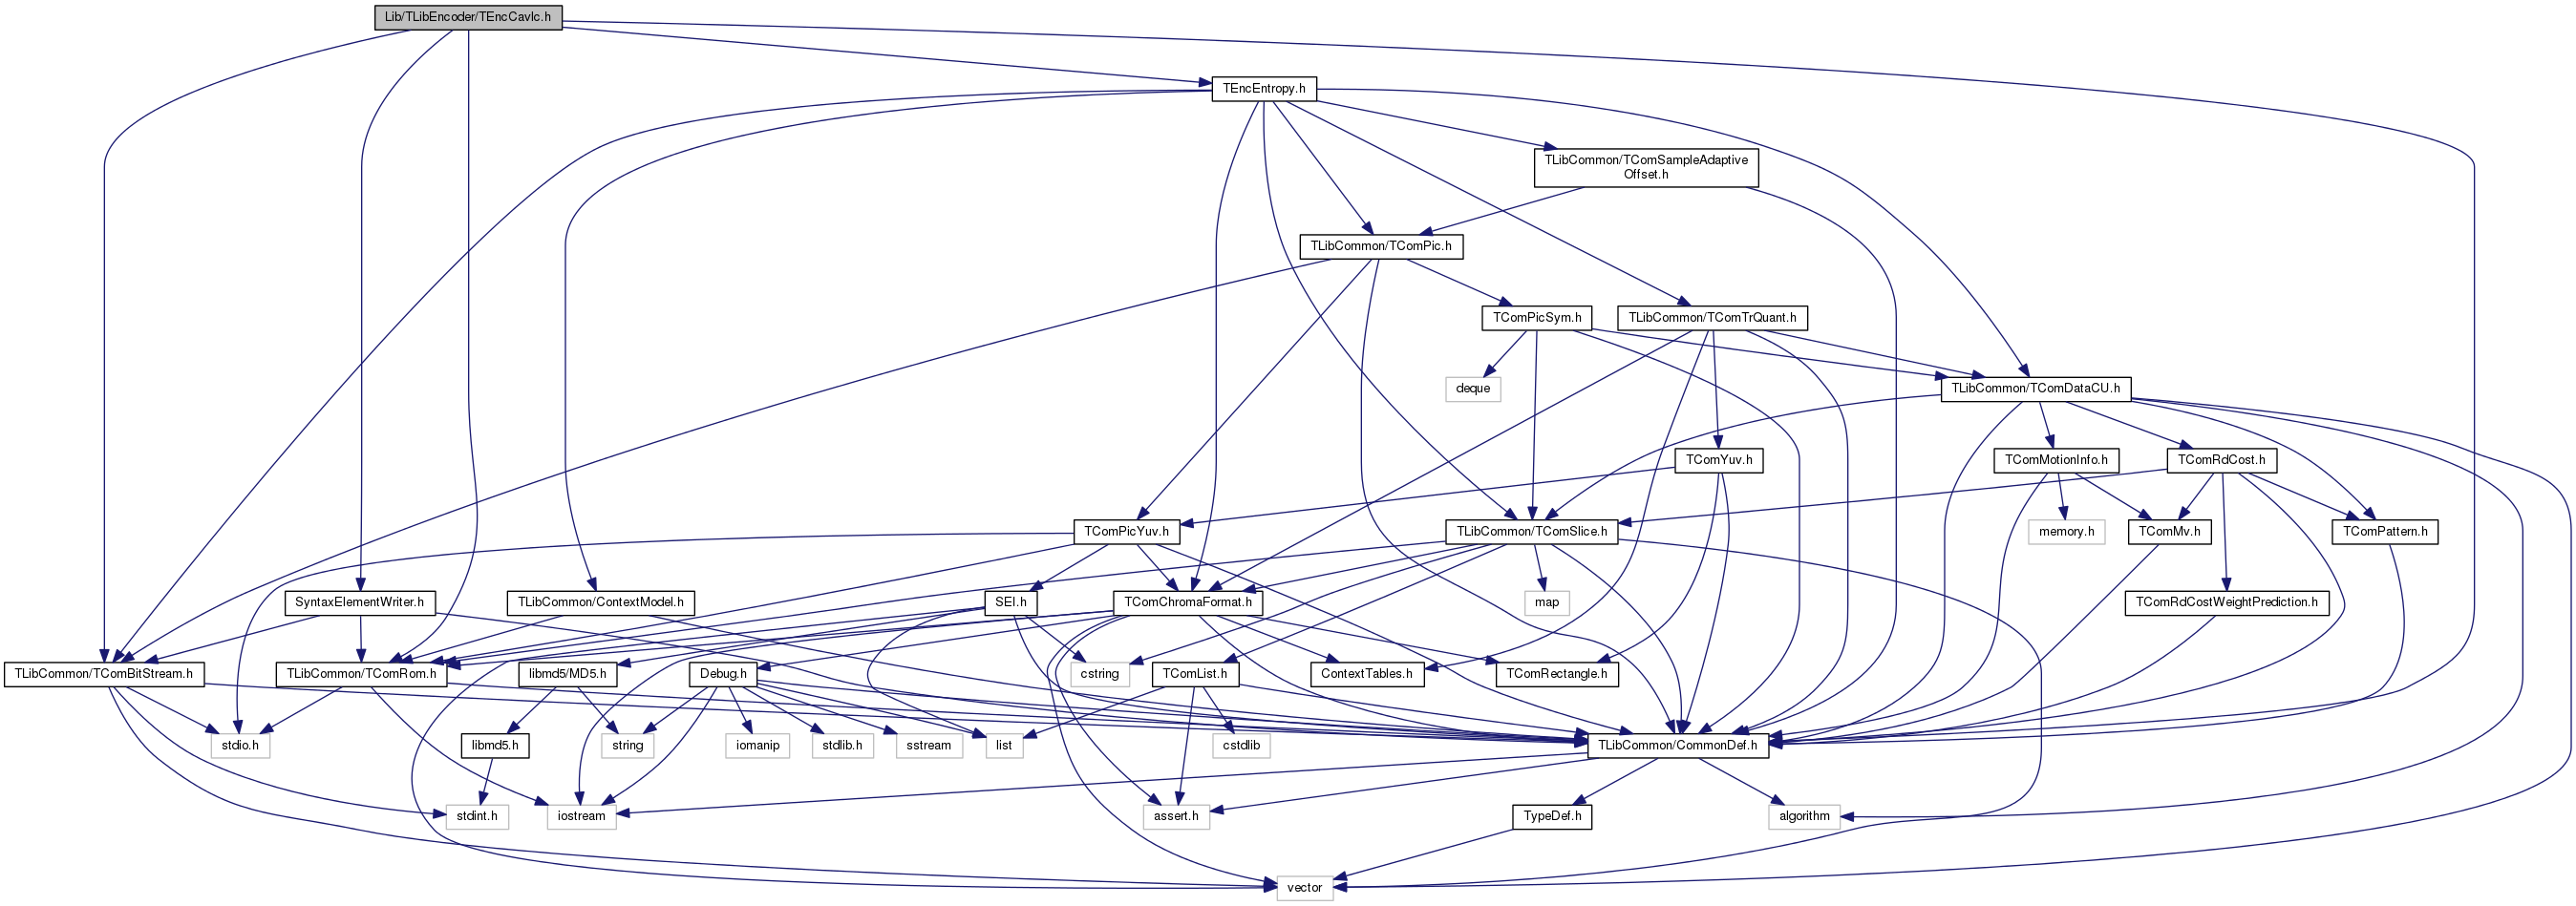 Lib/TLibEncoder/TEncCavlc.h
TEncEntropy.h
TLibCommon/TComSampleAdaptive
Offset.h
TLibCommon/TComPic.h
TComPicSym.h
TLibCommon/TComTrQuant.h
deque
TLibCommon/TComDataCU.h
TComYuv.h
TComMotionInfo.h
TComRdCost.h
TComPicYuv.h
TLibCommon/TComSlice.h
memory.h
TComMv.h
TComPattern.h
SyntaxElementWriter.h
TLibCommon/ContextModel.h
SEI.h
TComChromaFormat.h
map
TComRdCostWeightPrediction.h
TLibCommon/TComBitStream.h
TLibCommon/TComRom.h
libmd5/MD5.h
Debug.h
cstring
TComList.h
ContextTables.h
TComRectangle.h
stdio.h
libmd5.h
string
iomanip
stdlib.h
sstream
list
cstdlib
TLibCommon/CommonDef.h
stdint.h
iostream
assert.h
TypeDef.h
algorithm
vector